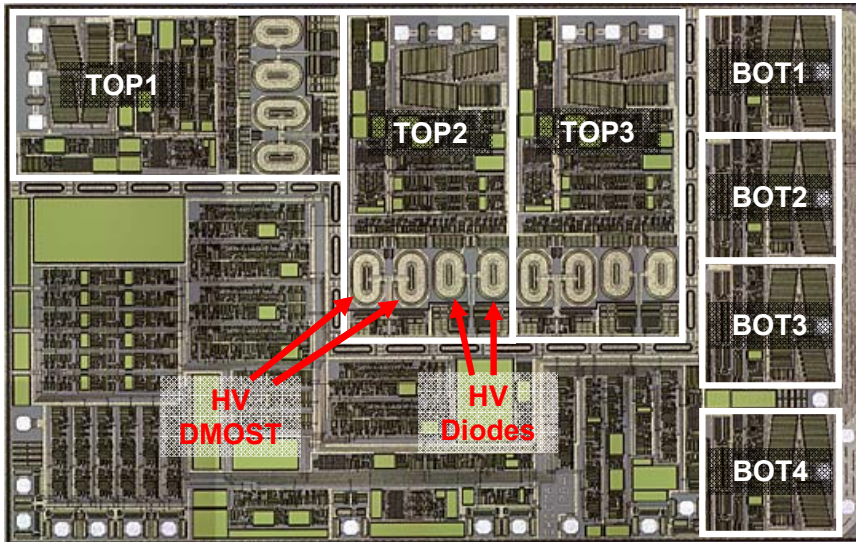 TOP1
TOP2
TOP3
BOT1
BOT2
BOT3
BOT4
HV
DMOST
HV
Diodes